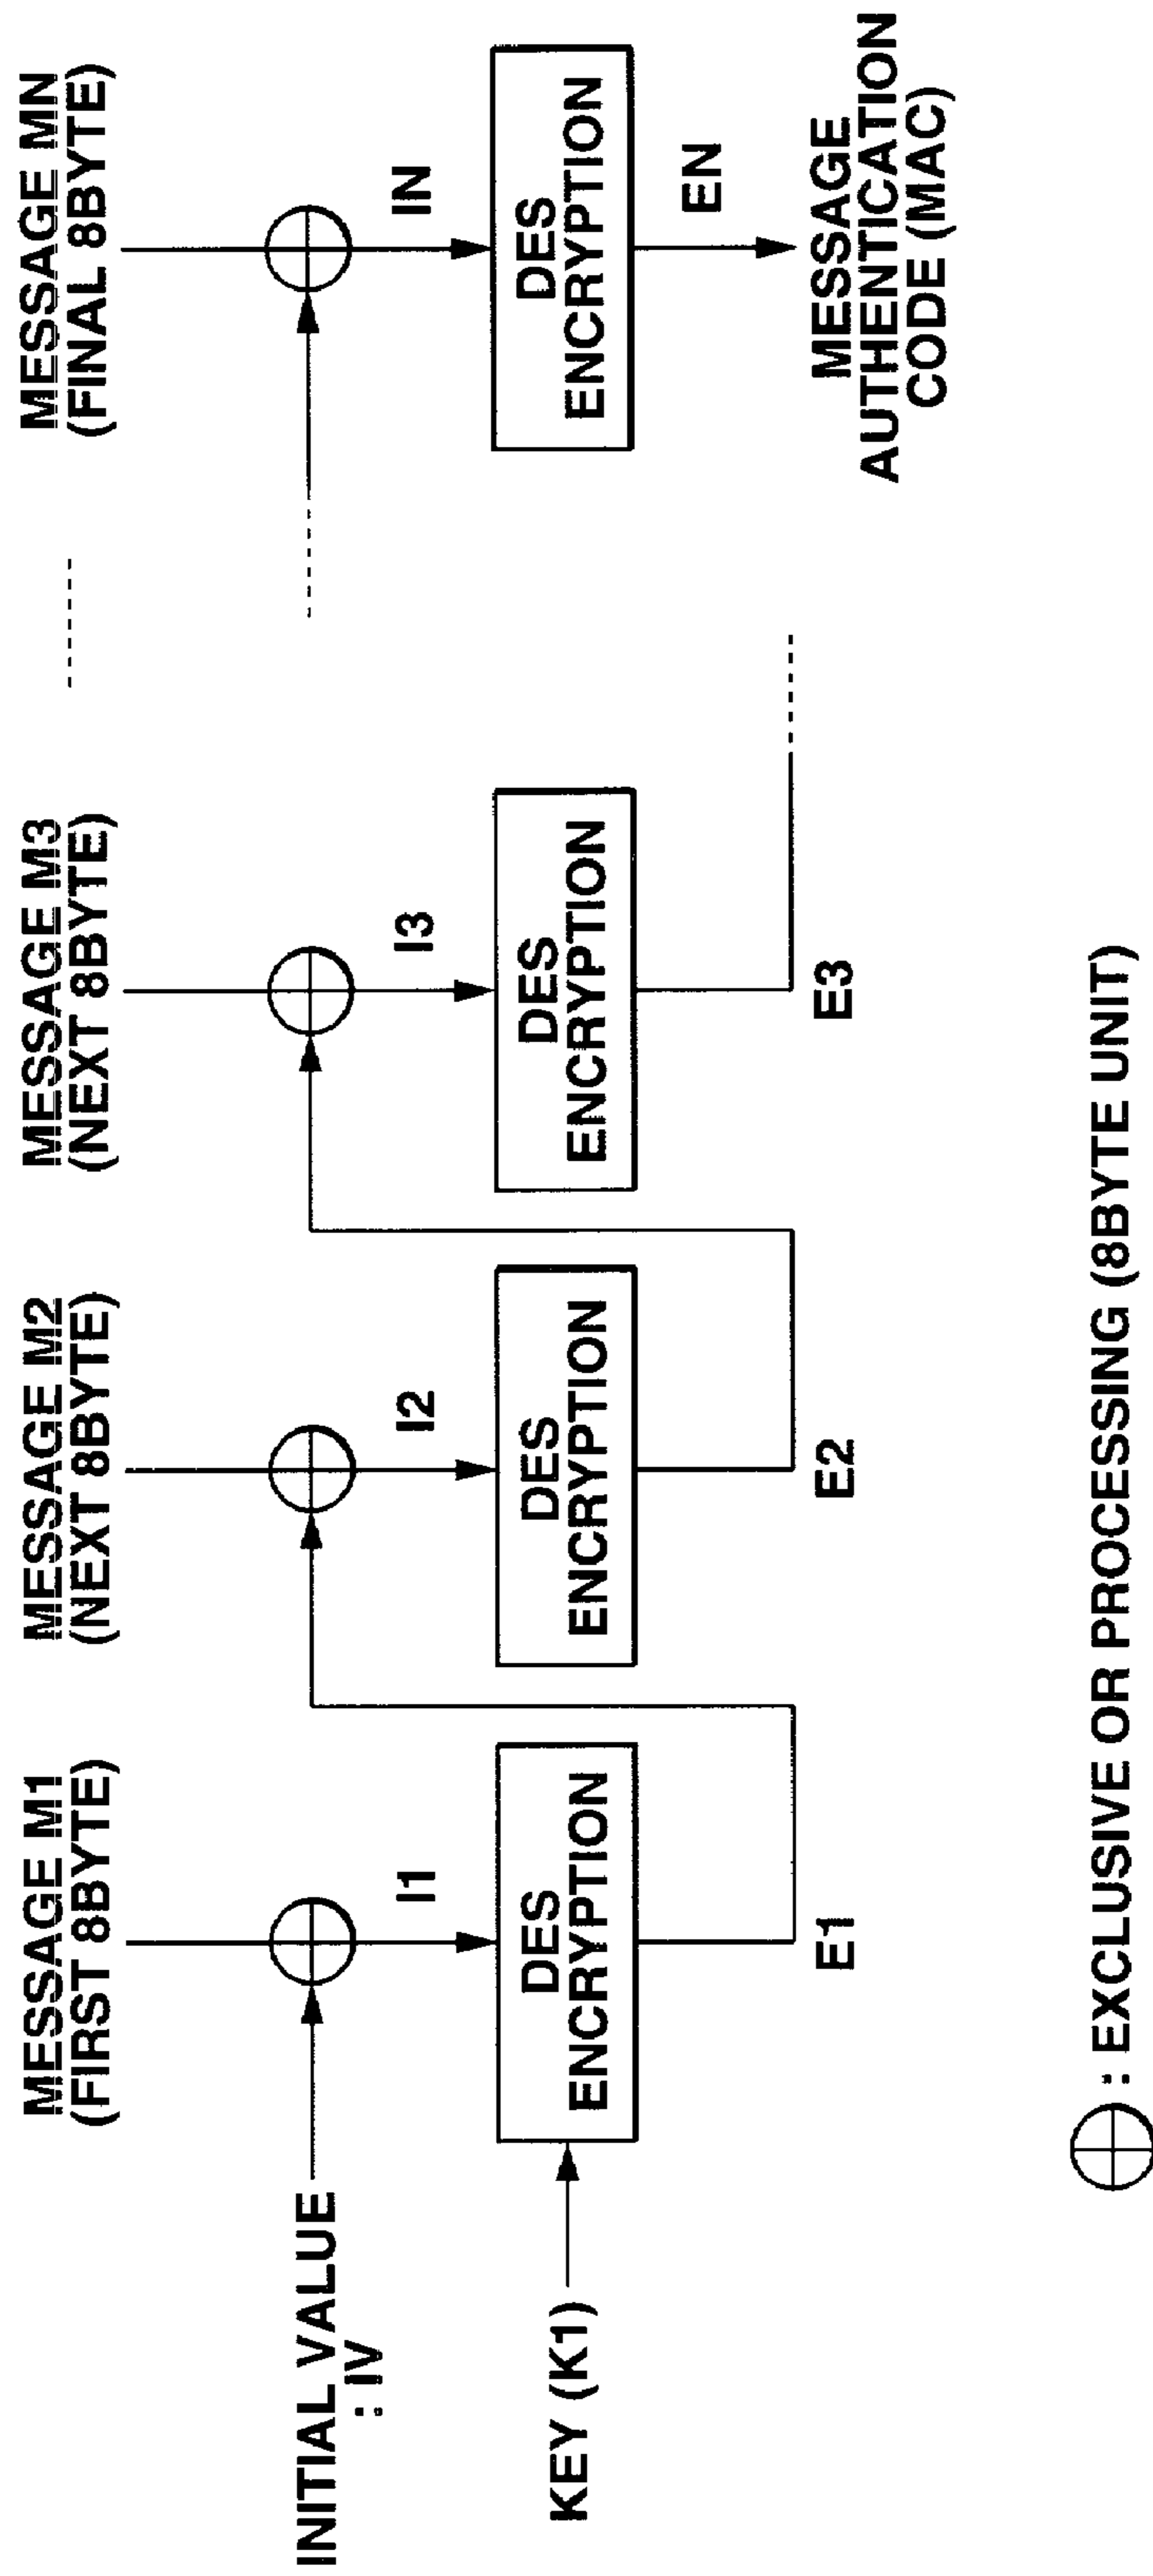 MESSAGE M1
(FIRST 8BYTE)
MESSAGE M2
(NEXT 8BYTE)
MESSAGE M3
(NEXT 8BYTE)
MESSAGE MN
(FINAL 8BYTE)
INITIAL VALUE
: IV
I1
I2
I3
IN
KEY (K1)
DES
ENCRYPTION
DES
ENCRYPTION
DES
ENCRYPTION
DES
ENCRYPTION
E1
E2
E3
EN
MESSAGE
AUTHENTICATION
CODE (MAC)
: EXCLUSIVE OR PROCESSING (8BYTE UNIT)